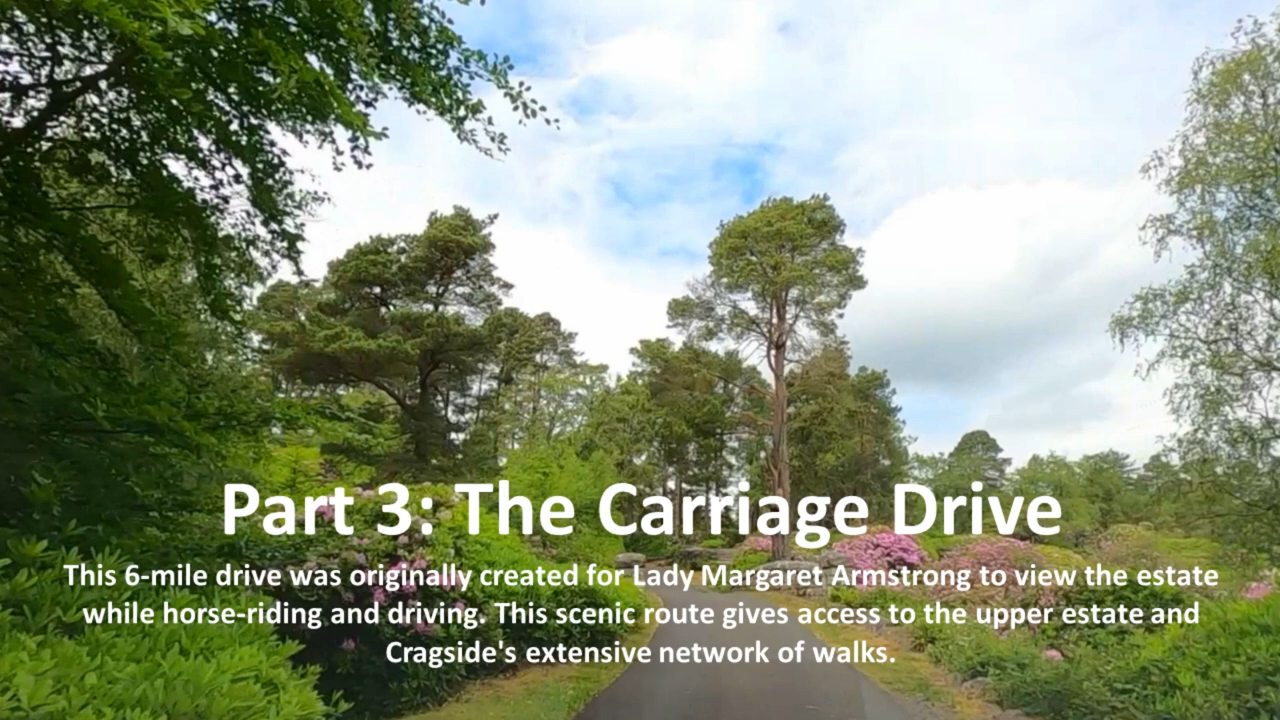 Part 3: The Carriage Drive
This 6-mile drive was originally created for Lady Margaret Armstrong to view the estate
while horse-riding and driving. This scenic route gives access to the upper estate and
Cragside's extensive network of walks.